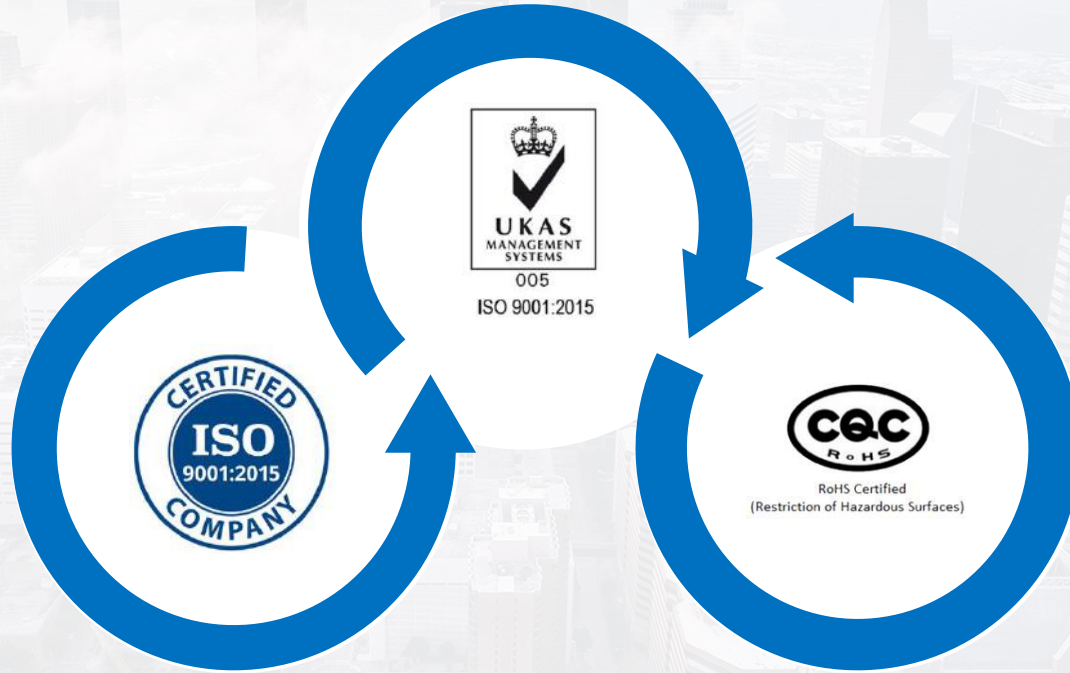 CERTIFIED
ISO
9001:2015
COMPANY
UKAS
MANAGEMENT
SYSTEMS
005
ISO 9001:2015
CQC
RoHS
RoHS Certified
(Restriction of Hazardous Surfaces)